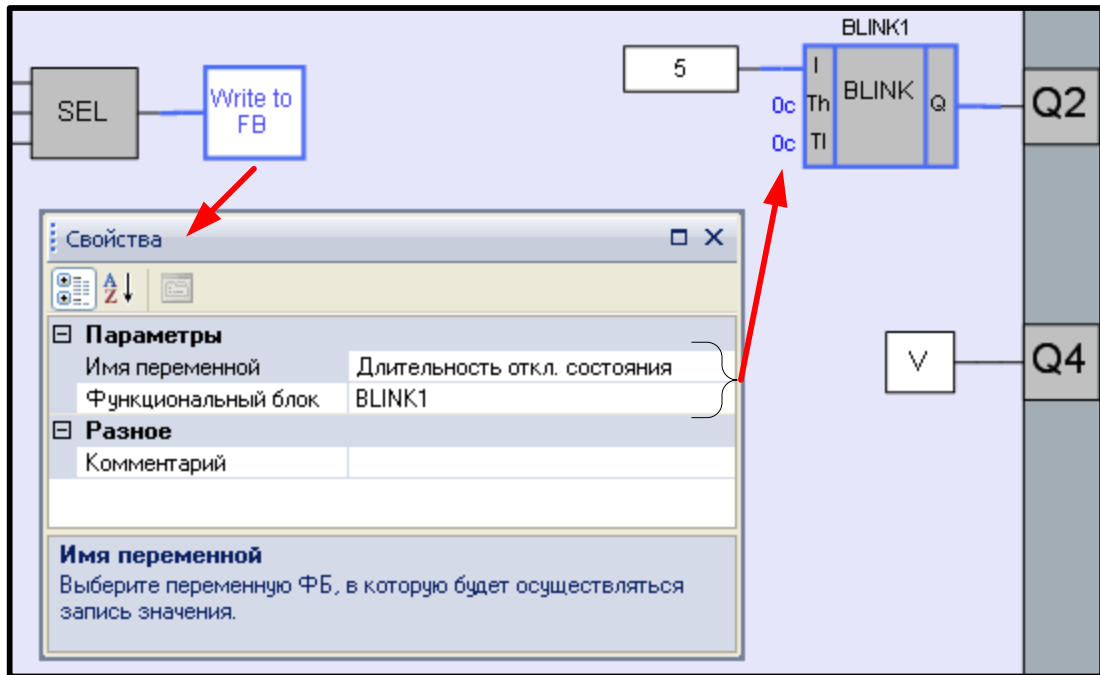 BLINK1
5
SEL
Write to
FB
I
BLINK
Q
Q2
0с
Th
0с
Tl
Свойства
A
Z
Параметры
Имя переменной
Длительность откл. состояния
Функциональный блок
BLINK1
V
Q4
Разное
Комментарий
Имя переменной
Выберите переменную ФБ, в которую будет осуществляться
запись значения.